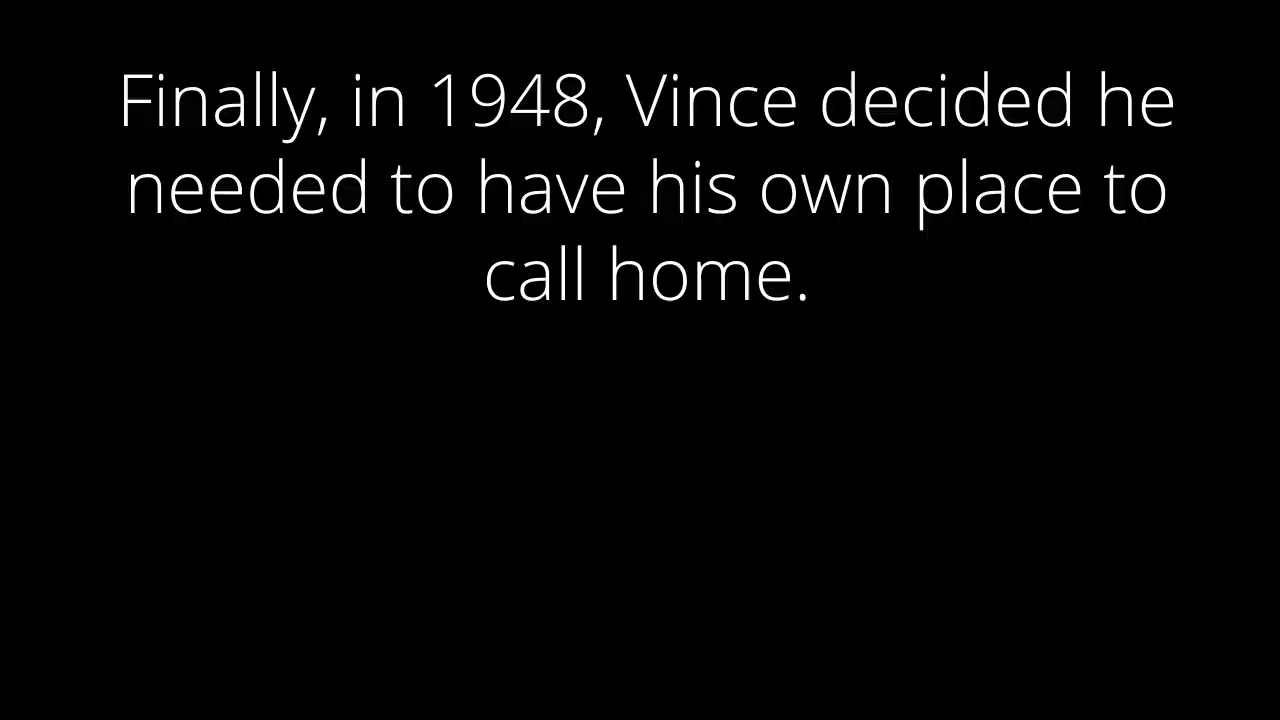 Finally, in 1948, Vince decided he
needed to have his own place to
call home.